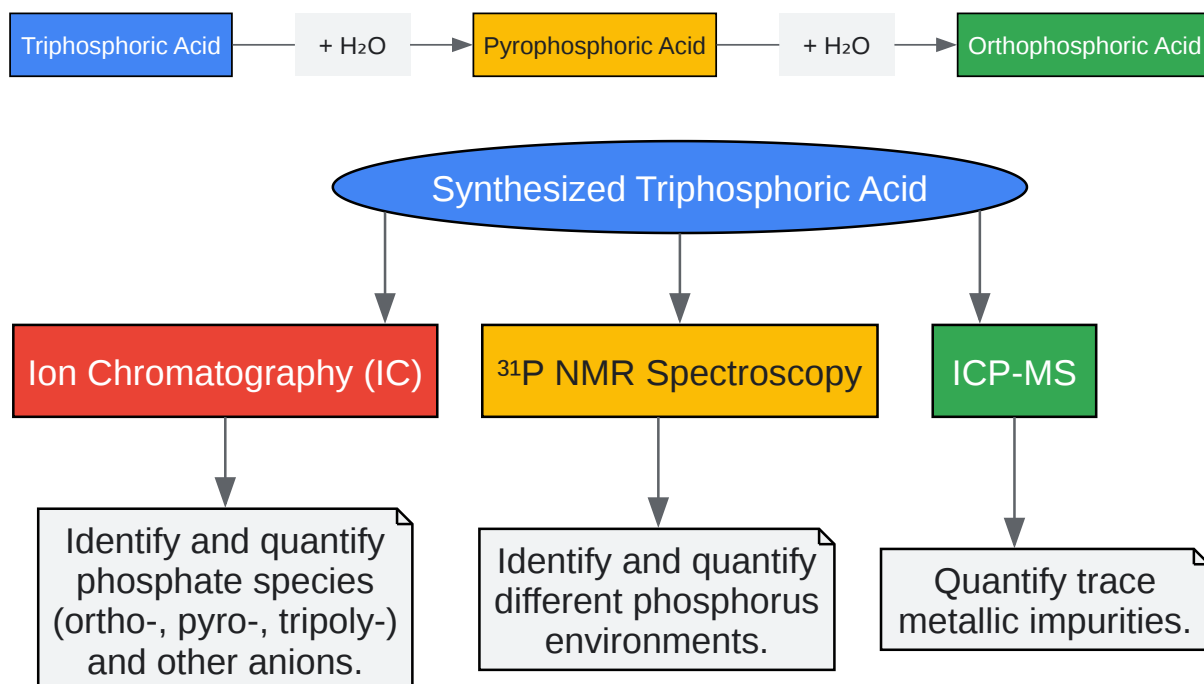 Triphosphoric Acid
+ H₂O
Pyrophosphoric Acid
+ H₂O
Orthophosphoric Acid
Synthesized Triphosphoric Acid
Ion Chromatography (IC)
³¹P NMR Spectroscopy
ICP-MS
Identify and quantify
phosphate species
(ortho-, pyro-, tripoly-)
and other anions.
Identify and quantify
different phosphorus
environments.
Quantify trace
metallic impurities.